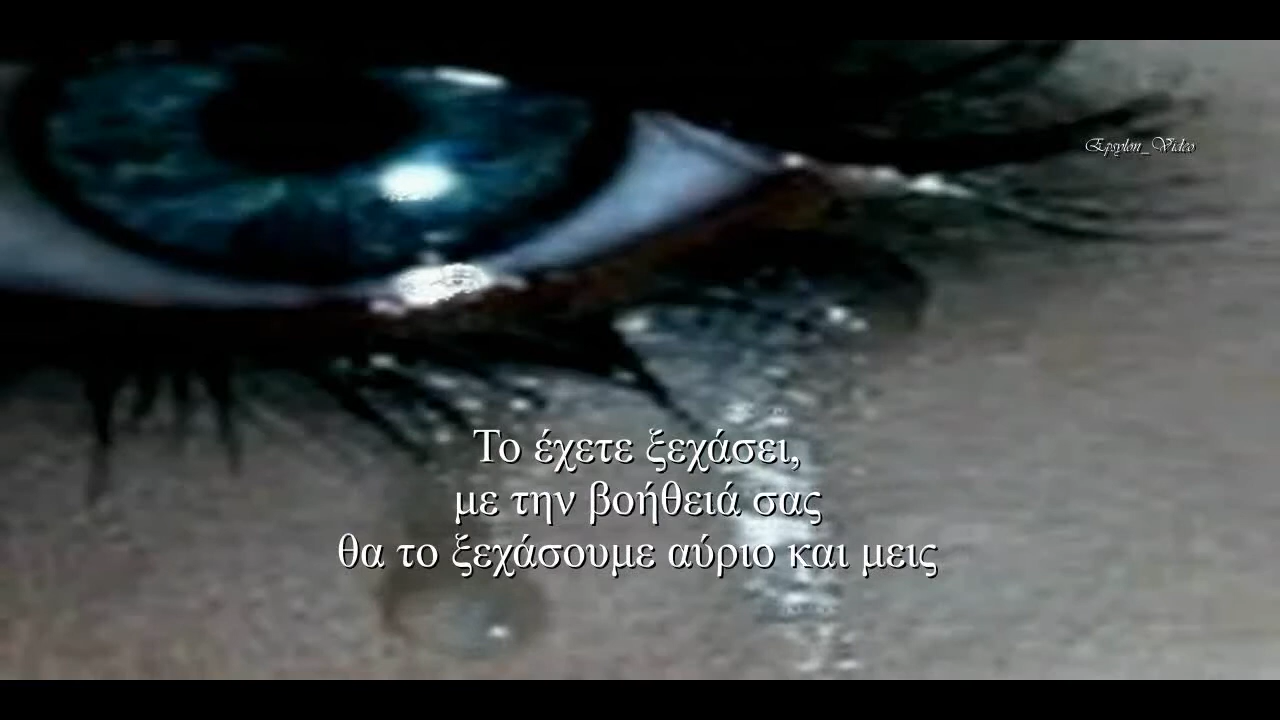 Epsylon_Video
Το έχετε ξεχάσει,
με την βοήθειά σας
θα το ξεχάσουμε αύριο και μεις